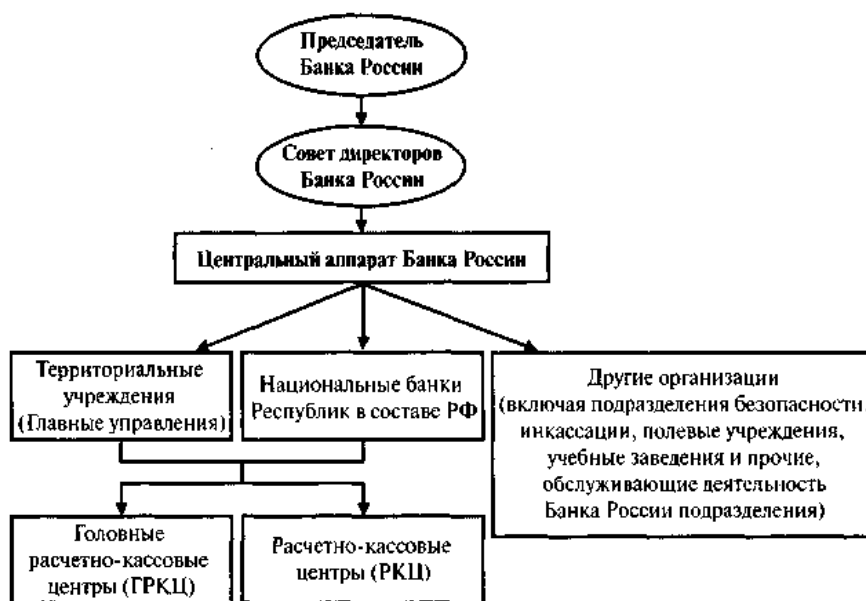 Председатель
Банка России
Совет директоров
Банка России
Центральный аппарат Банка России
Территориальные
учреждения
(Главные управления)
Национальные банки
Республик в составе РФ
Другие организации
(включая подразделения безопасности,
инкассации, полевые учреждения,
учебные заведения и прочие,
обслуживающие деятельность
Банка России подразделения)
Головные
расчетно-кассовые
центры (ГРКЦ)
Расчетно-кассовые
центры (РКЦ)